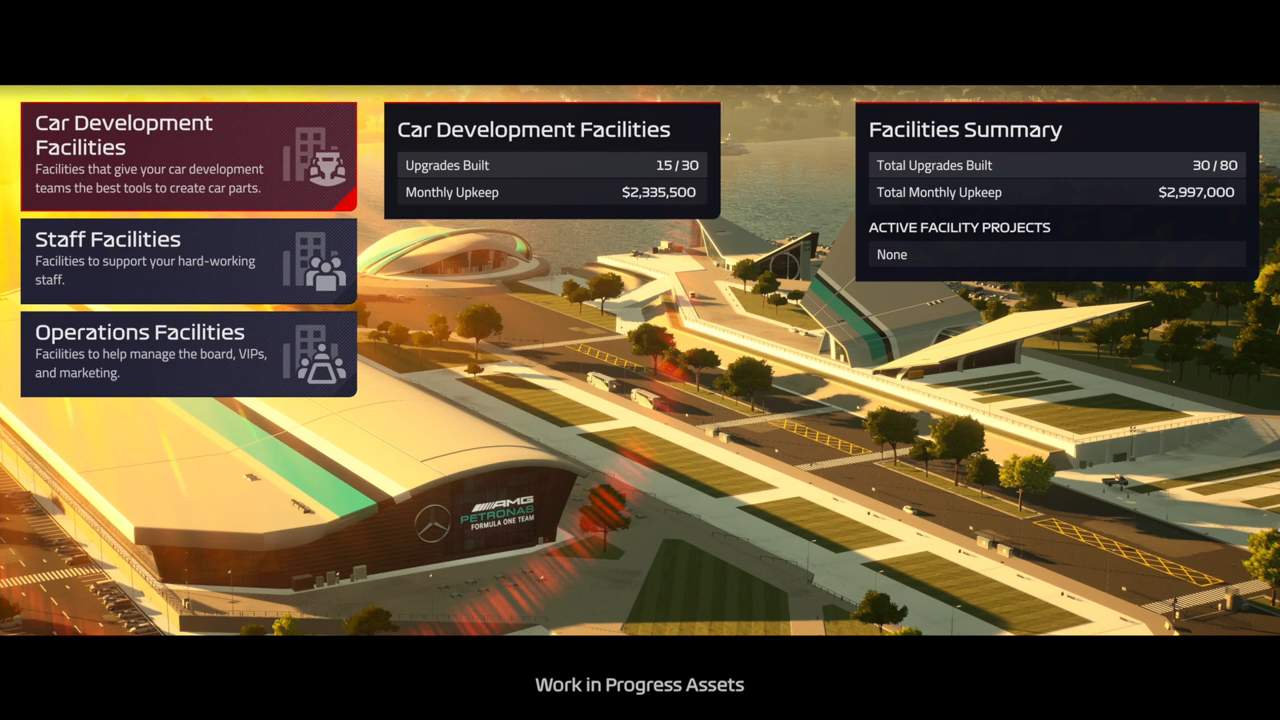 Car Development
Facilities
Facilities that give your car development
teams the best tools to create car parts.
Staff Facilities
Facilities to support your hard-working
staff.
Operations Facilities
Facilities to help manage the board, VIPs,
and marketing.
Car Development Facilities
Upgrades Built 15 / 30
Monthly Upkeep $2,335,500
Facilities Summary
Total Upgrades Built 30 / 80
Total Monthly Upkeep $2,997,000
ACTIVE FACILITY PROJECTS
None
AMG
PETRONAS
FORMULA ONE TEAM
Work in Progress Assets